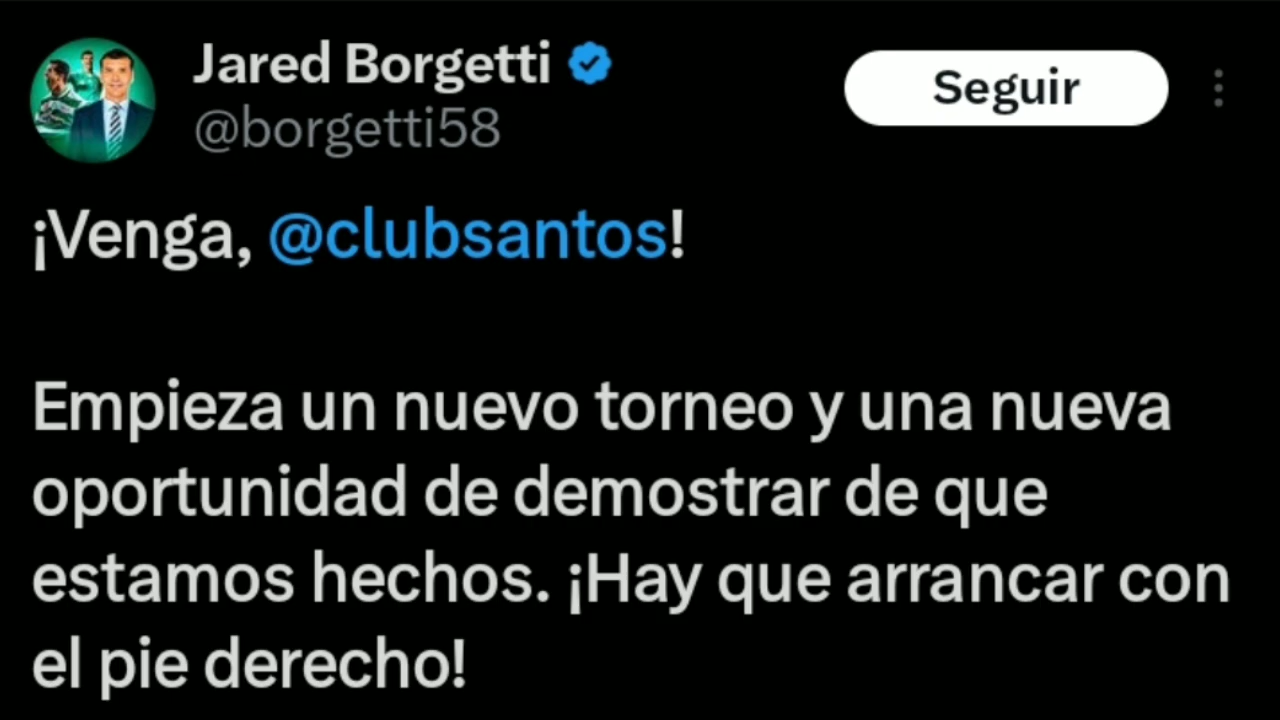 Jared Borgetti
@borgetti58
Seguir
¡Venga, @clubsantos!
Empieza un nuevo torneo y una nueva
oportunidad de demostrar de que
estamos hechos. ¡Hay que arrancar con
el pie derecho!